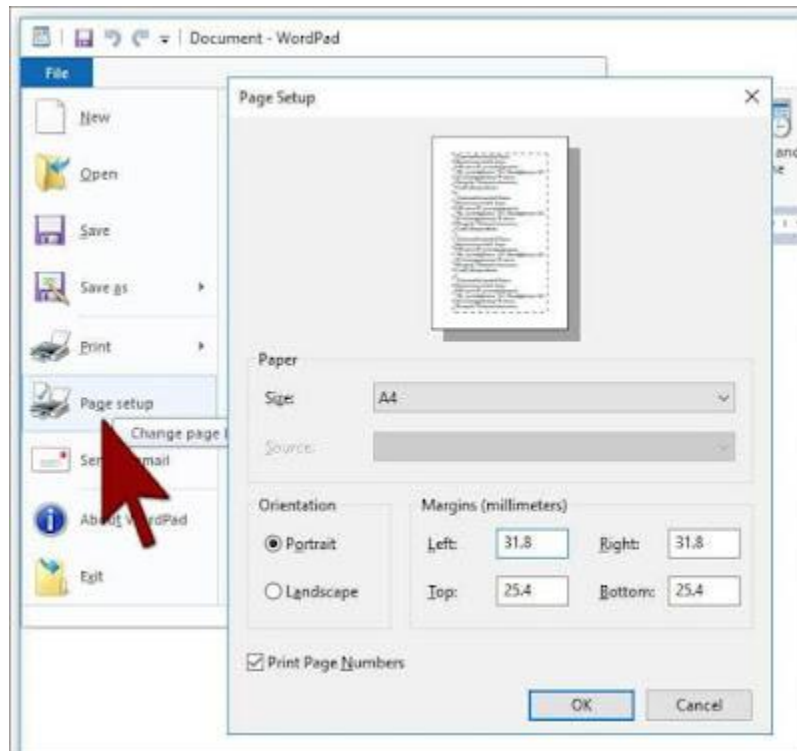 Document - WordPad
File
New
Open
Save
Save as
Print
Page setup
Change page
Sen mail
About WordPad
Exit
Page Setup
Paper
Size: A4
Source:
Orientation
Portrait
Landscape
Margins (millimeters)
Left: 31.8 Right: 31.8
Top: 25.4 Bottom: 25.4
Print Page Numbers
OK Cancel